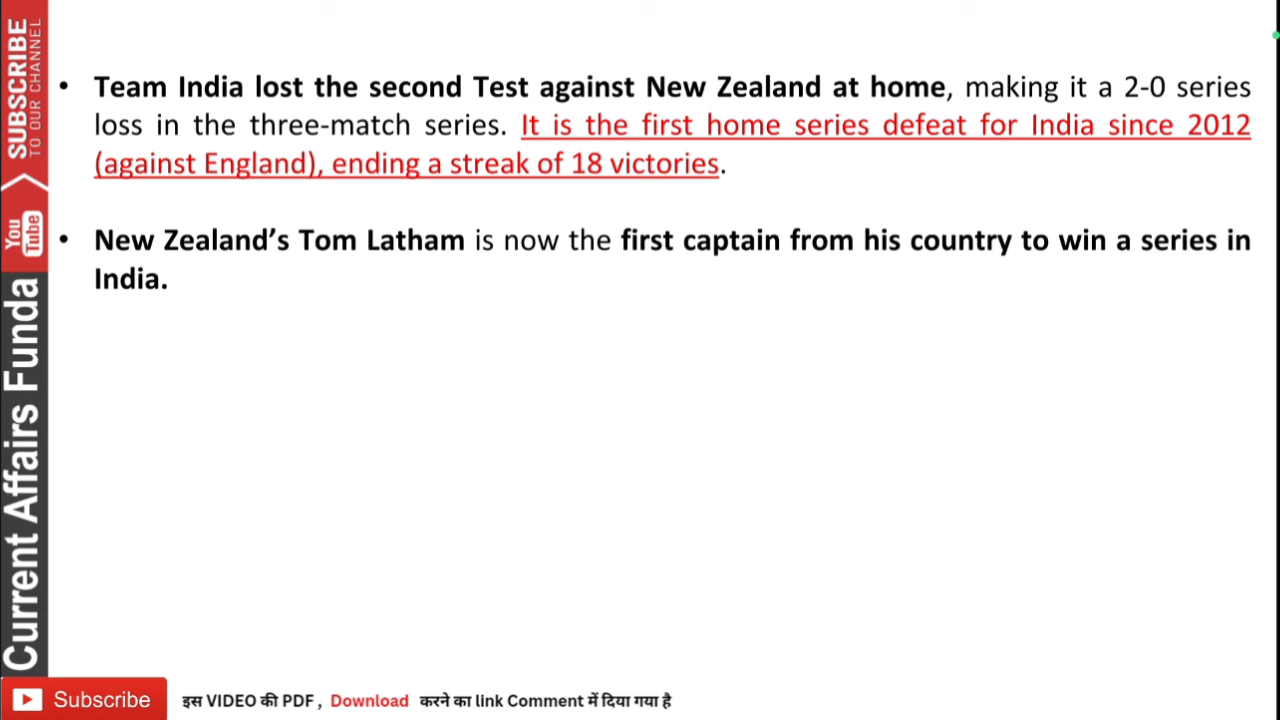 SUBSCRIBE
TO OUR CHANNEL
You
Tube
Current Affairs Funda
• Team India lost the second Test against New Zealand at home, making it a 2-0 series
loss in the three-match series. It is the first home series defeat for India since 2012
(against England), ending a streak of 18 victories.
• New Zealand’s Tom Latham is now the first captain from his country to win a series in
India.
Subscribe
इस VIDEO की PDF , Download करने का link Comment में दिया गया है